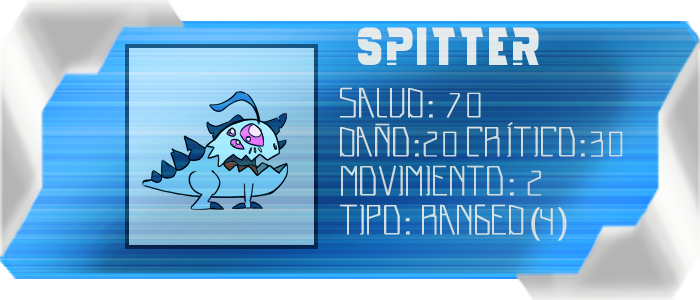 SPITTER
SALUD: 70
DAÑO:20 CRÍTICO:30
MOVIMIENTO: 2
TIPO: RANGED (4)